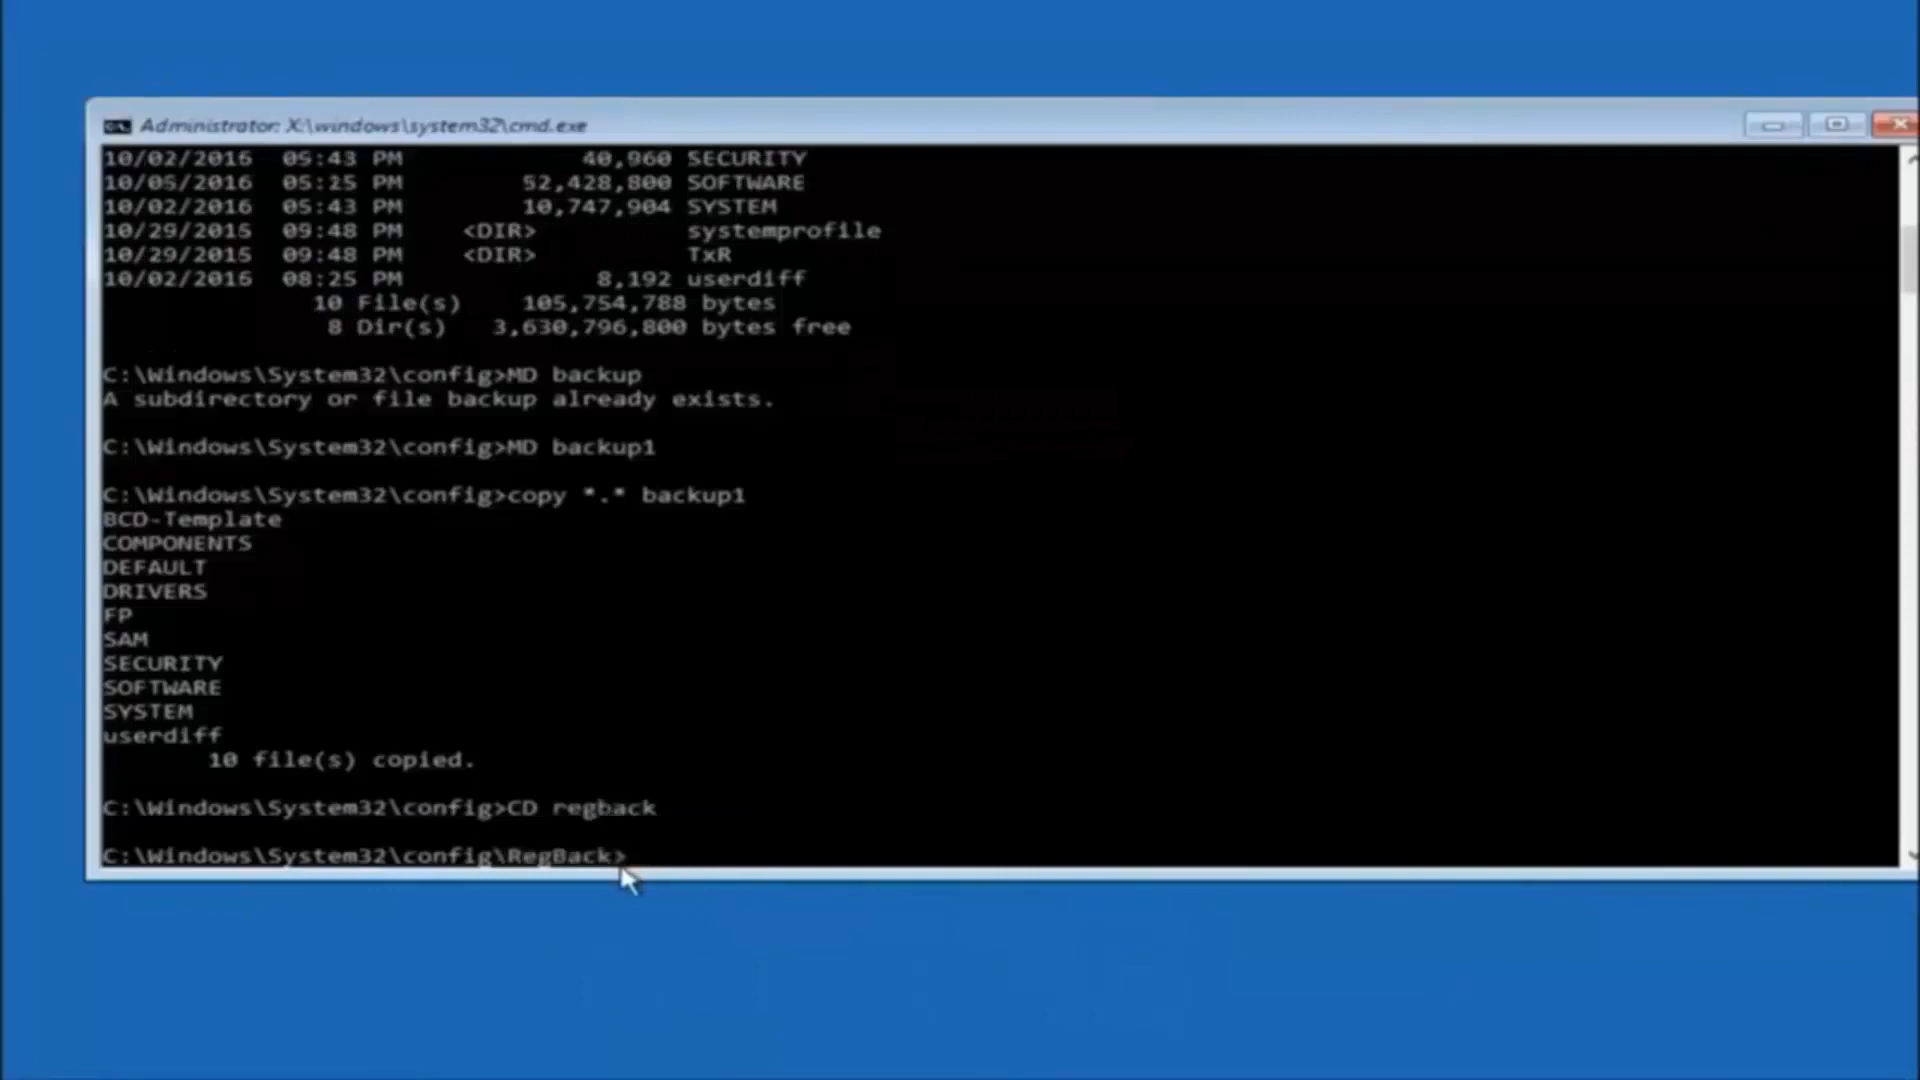 Administrator: X:\windows\system32\cmd.exe
10/02/2016 05:43 PM 40,960 SECURITY
10/05/2016 05:25 PM 52,428,800 SOFTWARE
10/02/2016 05:43 PM 10,747,904 SYSTEM
10/29/2015 09:48 PM <DIR> systemprofile
10/29/2015 09:48 PM <DIR> TxR
10/02/2016 08:25 PM 8,192 userdiff
10 File(s) 105,754,788 bytes
8 Dir(s) 3,630,796,800 bytes free
C:\Windows\System32\config>MD backup
A subdirectory or file backup already exists.
C:\Windows\System32\config>MD backup1
C:\Windows\System32\config>copy *.* backup1
BCD-Template
COMPONENTS
DEFAULT
DRIVERS
FP
SAM
SECURITY
SOFTWARE
SYSTEM
userdiff
10 file(s) copied.
C:\Windows\System32\config>CD regback
C:\Windows\System32\config\RegBack>